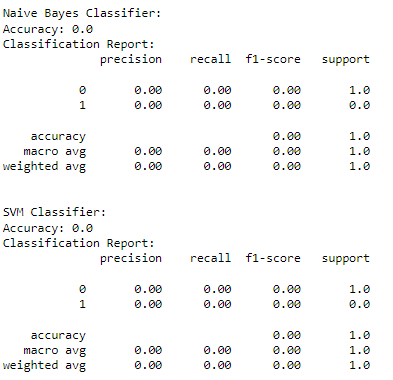 Naive Bayes Classifier:
Accuracy: 0.0
Classification Report:
precision recall f1-score support
0 0.00 0.00 0.00 1.0
1 0.00 0.00 0.00 0.0
accuracy 0.00 1.0
macro avg 0.00 0.00 0.00 1.0
weighted avg 0.00 0.00 0.00 1.0
SVM Classifier:
Accuracy: 0.0
Classification Report:
precision recall f1-score support
0 0.00 0.00 0.00 1.0
1 0.00 0.00 0.00 0.0
accuracy 0.00 1.0
macro avg 0.00 0.00 0.00 1.0
weighted avg 0.00 0.00 0.00 1.0